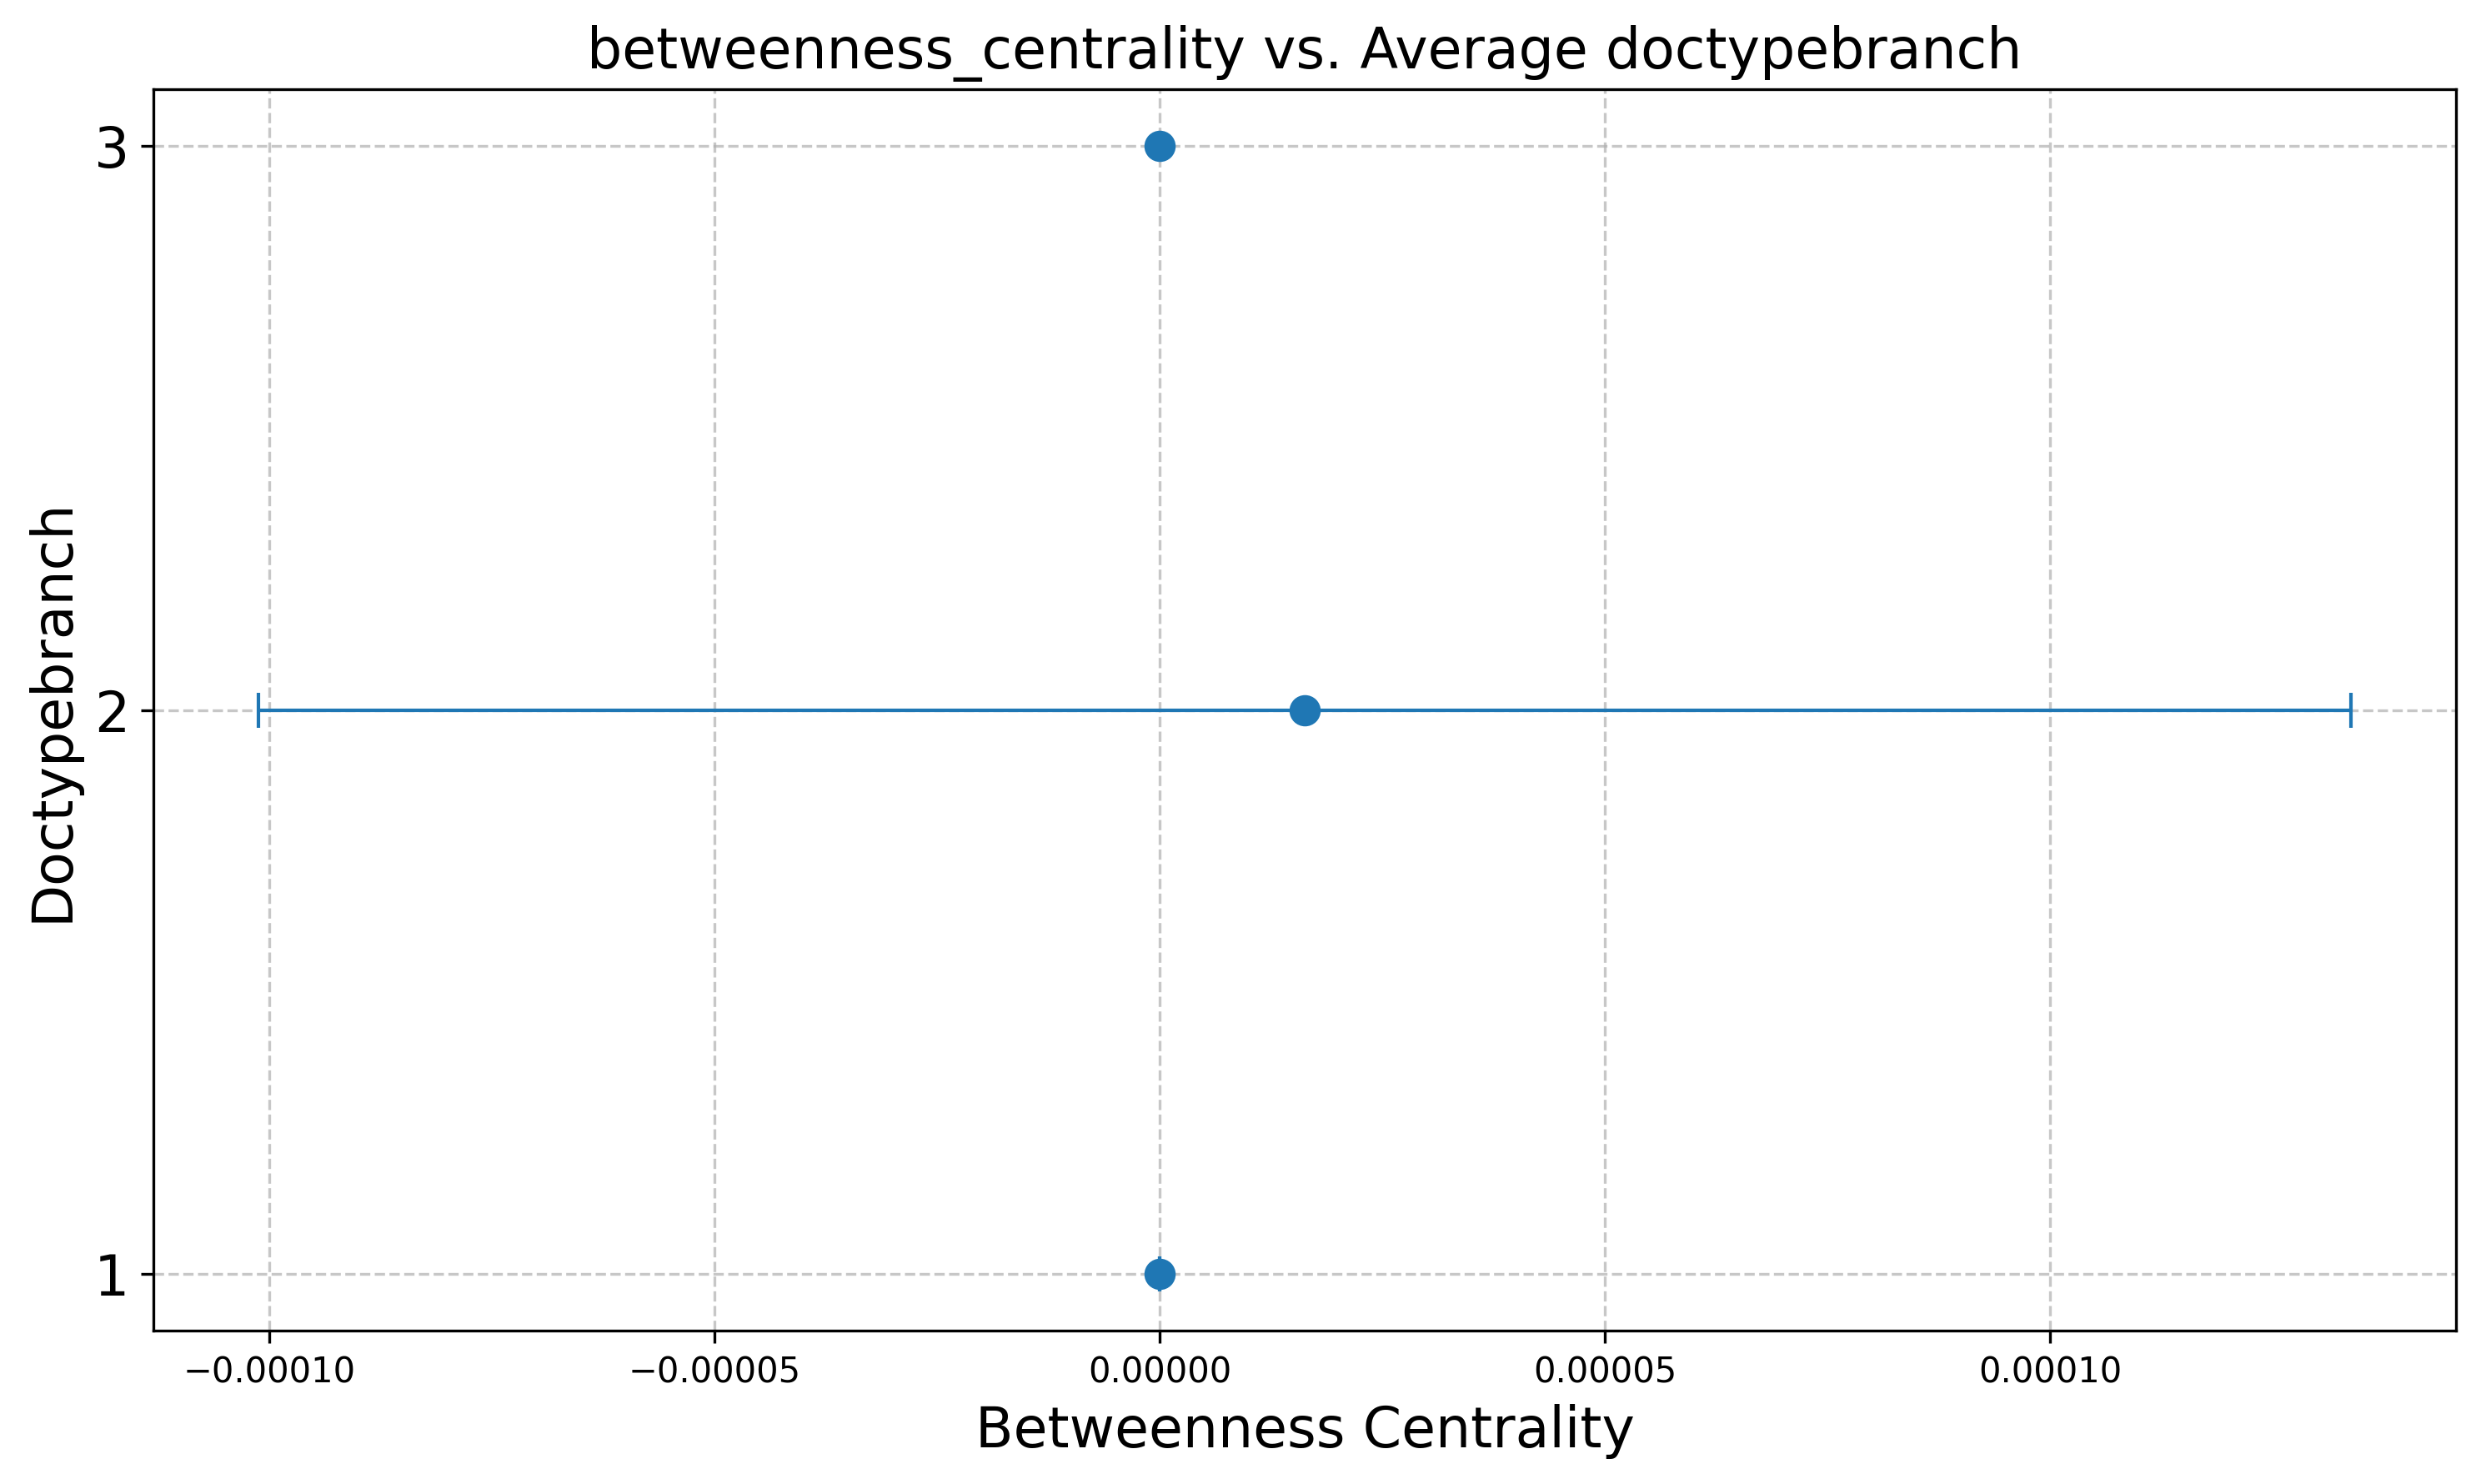 betweenness_centrality vs. Average doctypebranch
Doctypebranch
3
2
1
−0.00010
−0.00005
0.00000
0.00005
0.00010
Betweenness Centrality